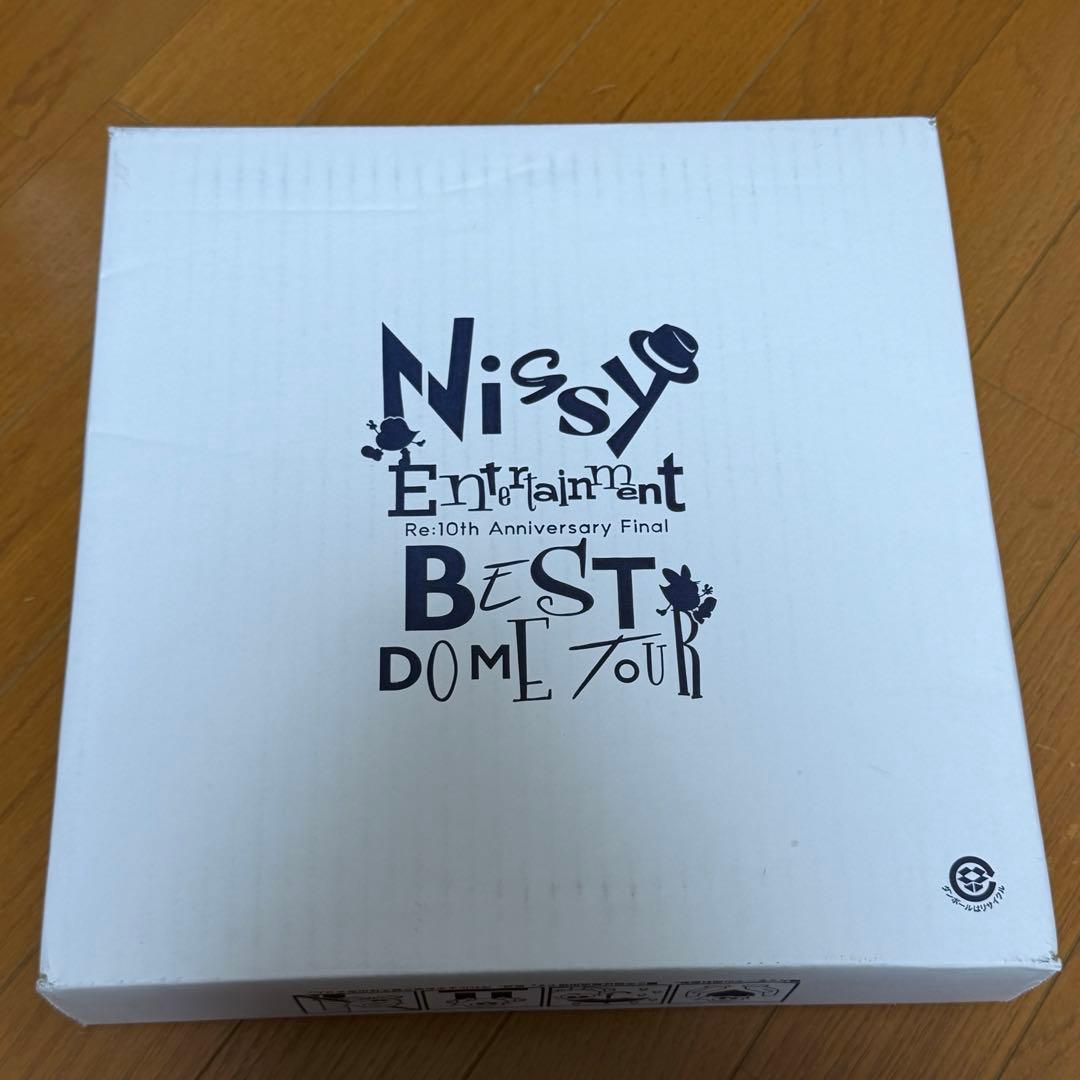 Nissy
Entertainment
Re:10th Anniversary Final
BEST
DOME TOUR
ダンボールはリサイクル